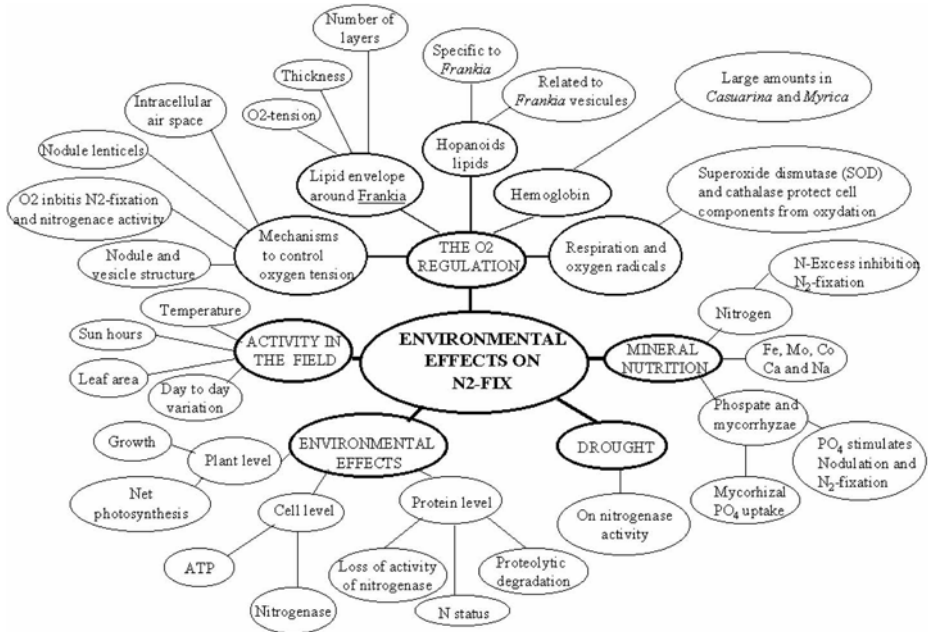 Number of
layers
Specific to
Frankia
Thickness
Related to
Frankia vesicules
Large amounts in
Casuarina and Myrica
Intracellular
air space
O2-tension
Hopanoids
lipids
Nodule lenticels
Lipid envelope
around Frankia
Hemoglobin
Superoxide dismutase (SOD)
and cathalase protect cell
components from oxydation
O2 inbitis N2-fixation
and nitrogenace activity
Mechanisms
to control
oxygen tension
THE O2
REGULATION
Respiration and
oxygen radicals
Nodule and
vesicle structure
N-Excess inhibition
N2-fixation
Temperature
Nitrogen
Sun hours
ACTIVITY IN
THE FIELD
ENVIRONMENTAL
EFFECTS ON
N2-FIX
MINERAL
NUTRITION
Fe, Mo, Co
Ca and Na
Leaf area
Day to day
variation
Phospate and
mycorrhyzae
Growth
Plant level
ENVIRONMENTAL
EFFECTS
DROUGHT
PO4 stimulates
Nodulation and
N2-fixation
Net
photosynthesis
Cell level
Protein level
On nitrogenase
activity
Mycorhizal
PO4 uptake
ATP
Loss of activity
of nitrogenase
Proteolytic
degradation
Nitrogenase
N status